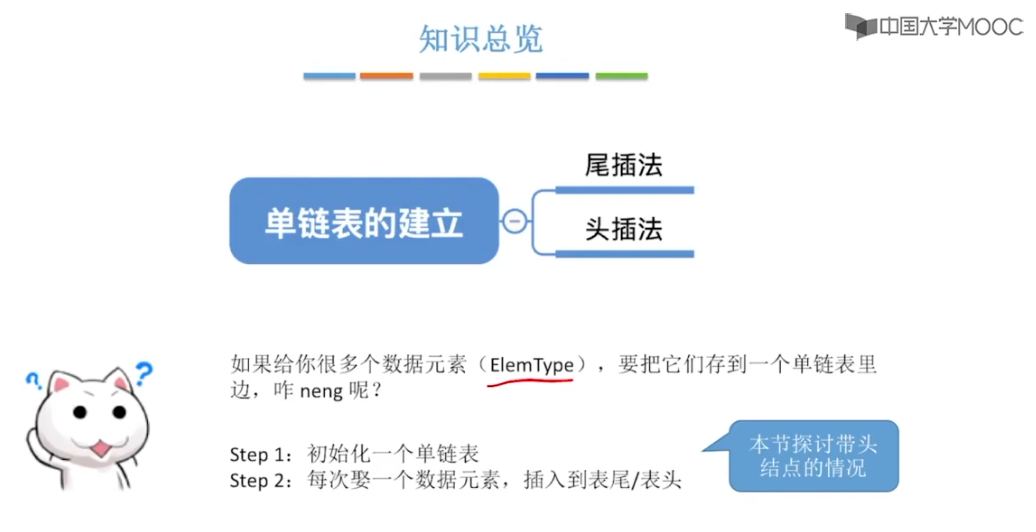 中国大学MOOC
知识总览
尾插法
单链表的建立
头插法
? ?
如果给你很多个数据元素（ElemType），要把它们存到一个单链表里
边，咋 neng 呢？
Step 1：初始化一个单链表
Step 2：每次娶一个数据元素，插入到表尾/表头
本节探讨带头
结点的情况